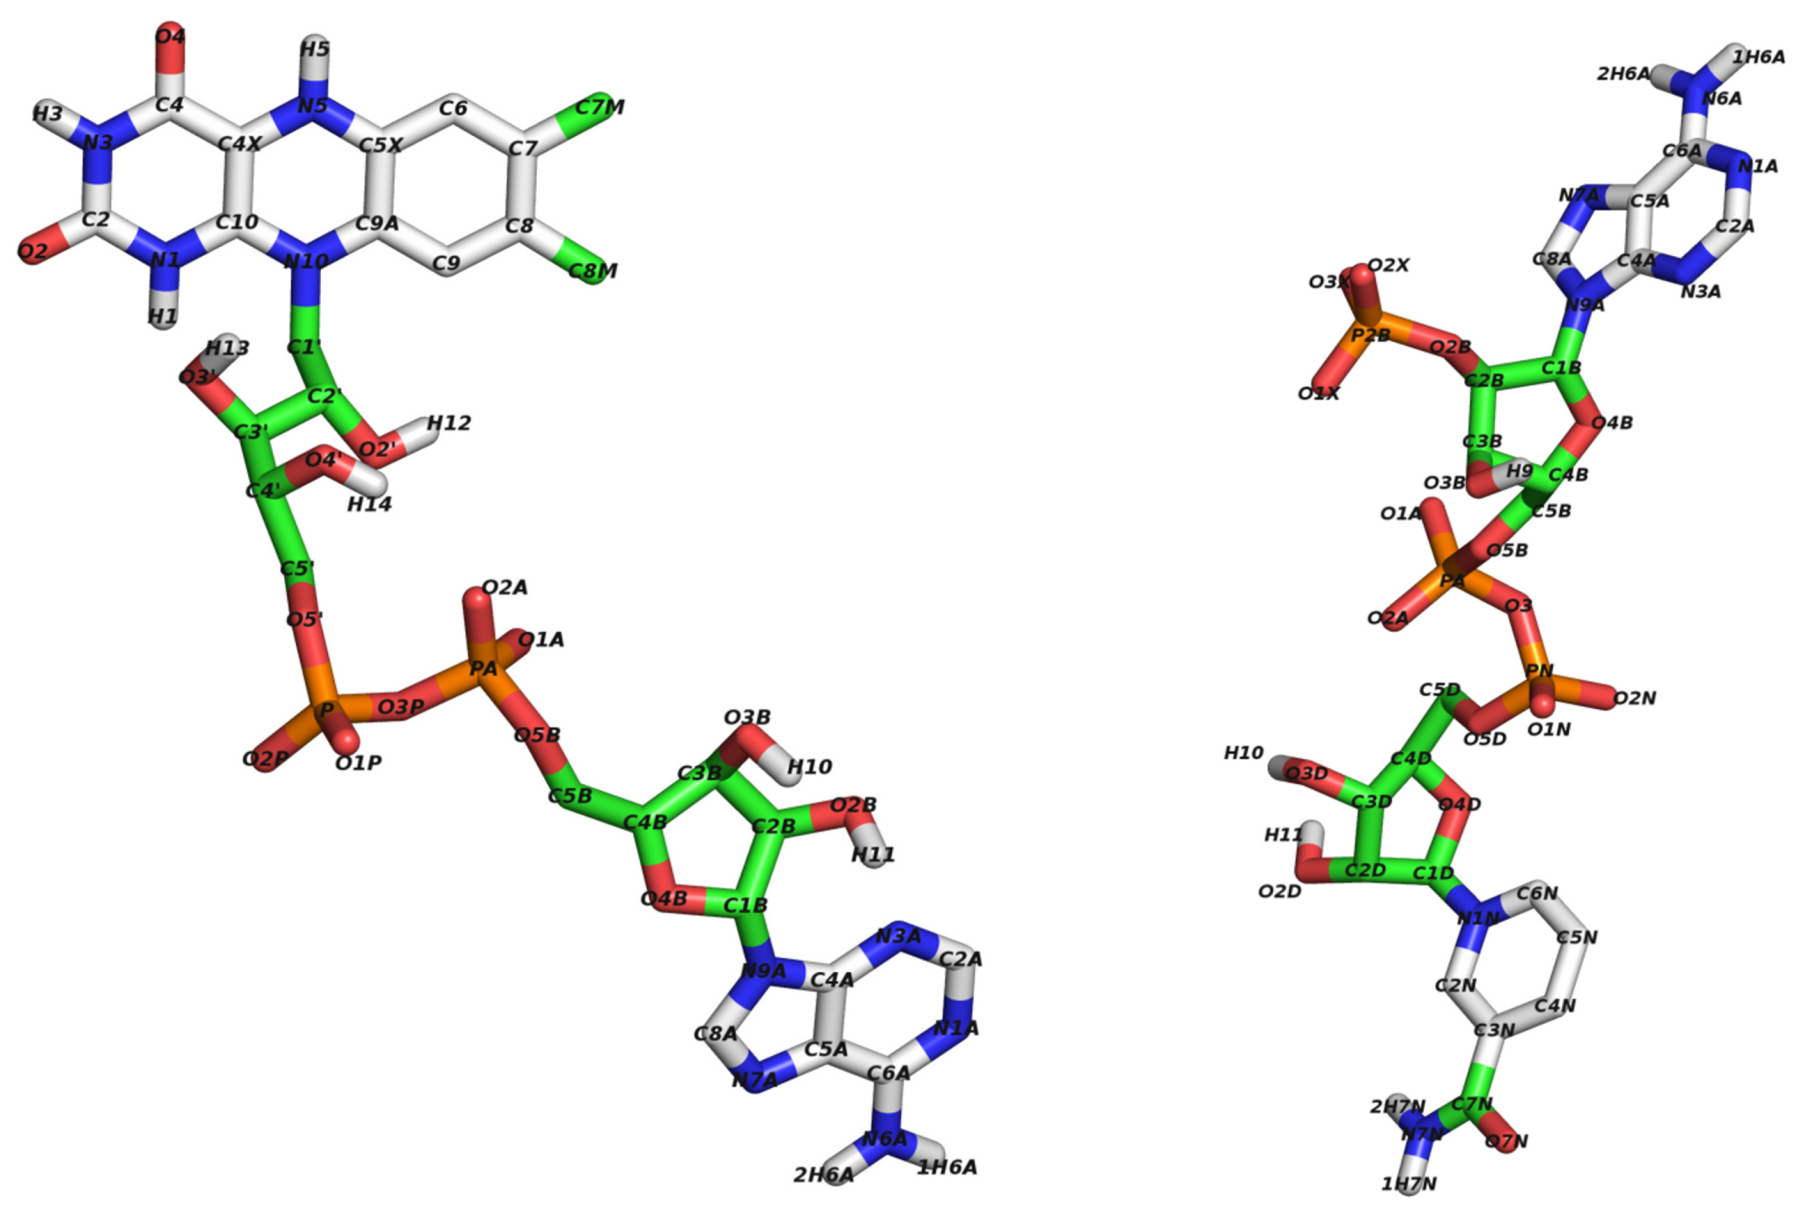 O4
H5
H3
C4
N5
C6
C7M
N3
C4X
C5X
C7
C2
C10
C9A
C8
O2
N1
N10
C9
C8M
H1
C1'
H13
O3'
C2'
H12
C3'
O2'
O4'
C4'
H14
C5'
O5'
O2A
O1A
PA
P
O3P
O2P
O1P
O5B
O3B
C3B
H10
C5B
C4B
C2B
O2B
H11
O4B
C1B
N9A
C4A
N3A
C2A
C8A
C5A
N1A
N7A
C6A
N6A
2H6A
1H6A
1H6A
2H6A
N6A
C6A
N1A
N7A
C5A
C2A
C8A
C4A
N3A
N9A
O2X
O3X
P2B
O2B
O1X
C2B
C1B
O4B
C3B
H9
C4B
O3B
C5B
O1A
O5B
PA
O3
O2A
PN
C5D
O2N
O1N
O5D
H10
O3D
C4D
C3D
O4D
H11
C2D
C1D
O2D
C6N
N1N
C5N
C2N
C4N
C3N
2H7N
C7N
N7N
O7N
1H7N